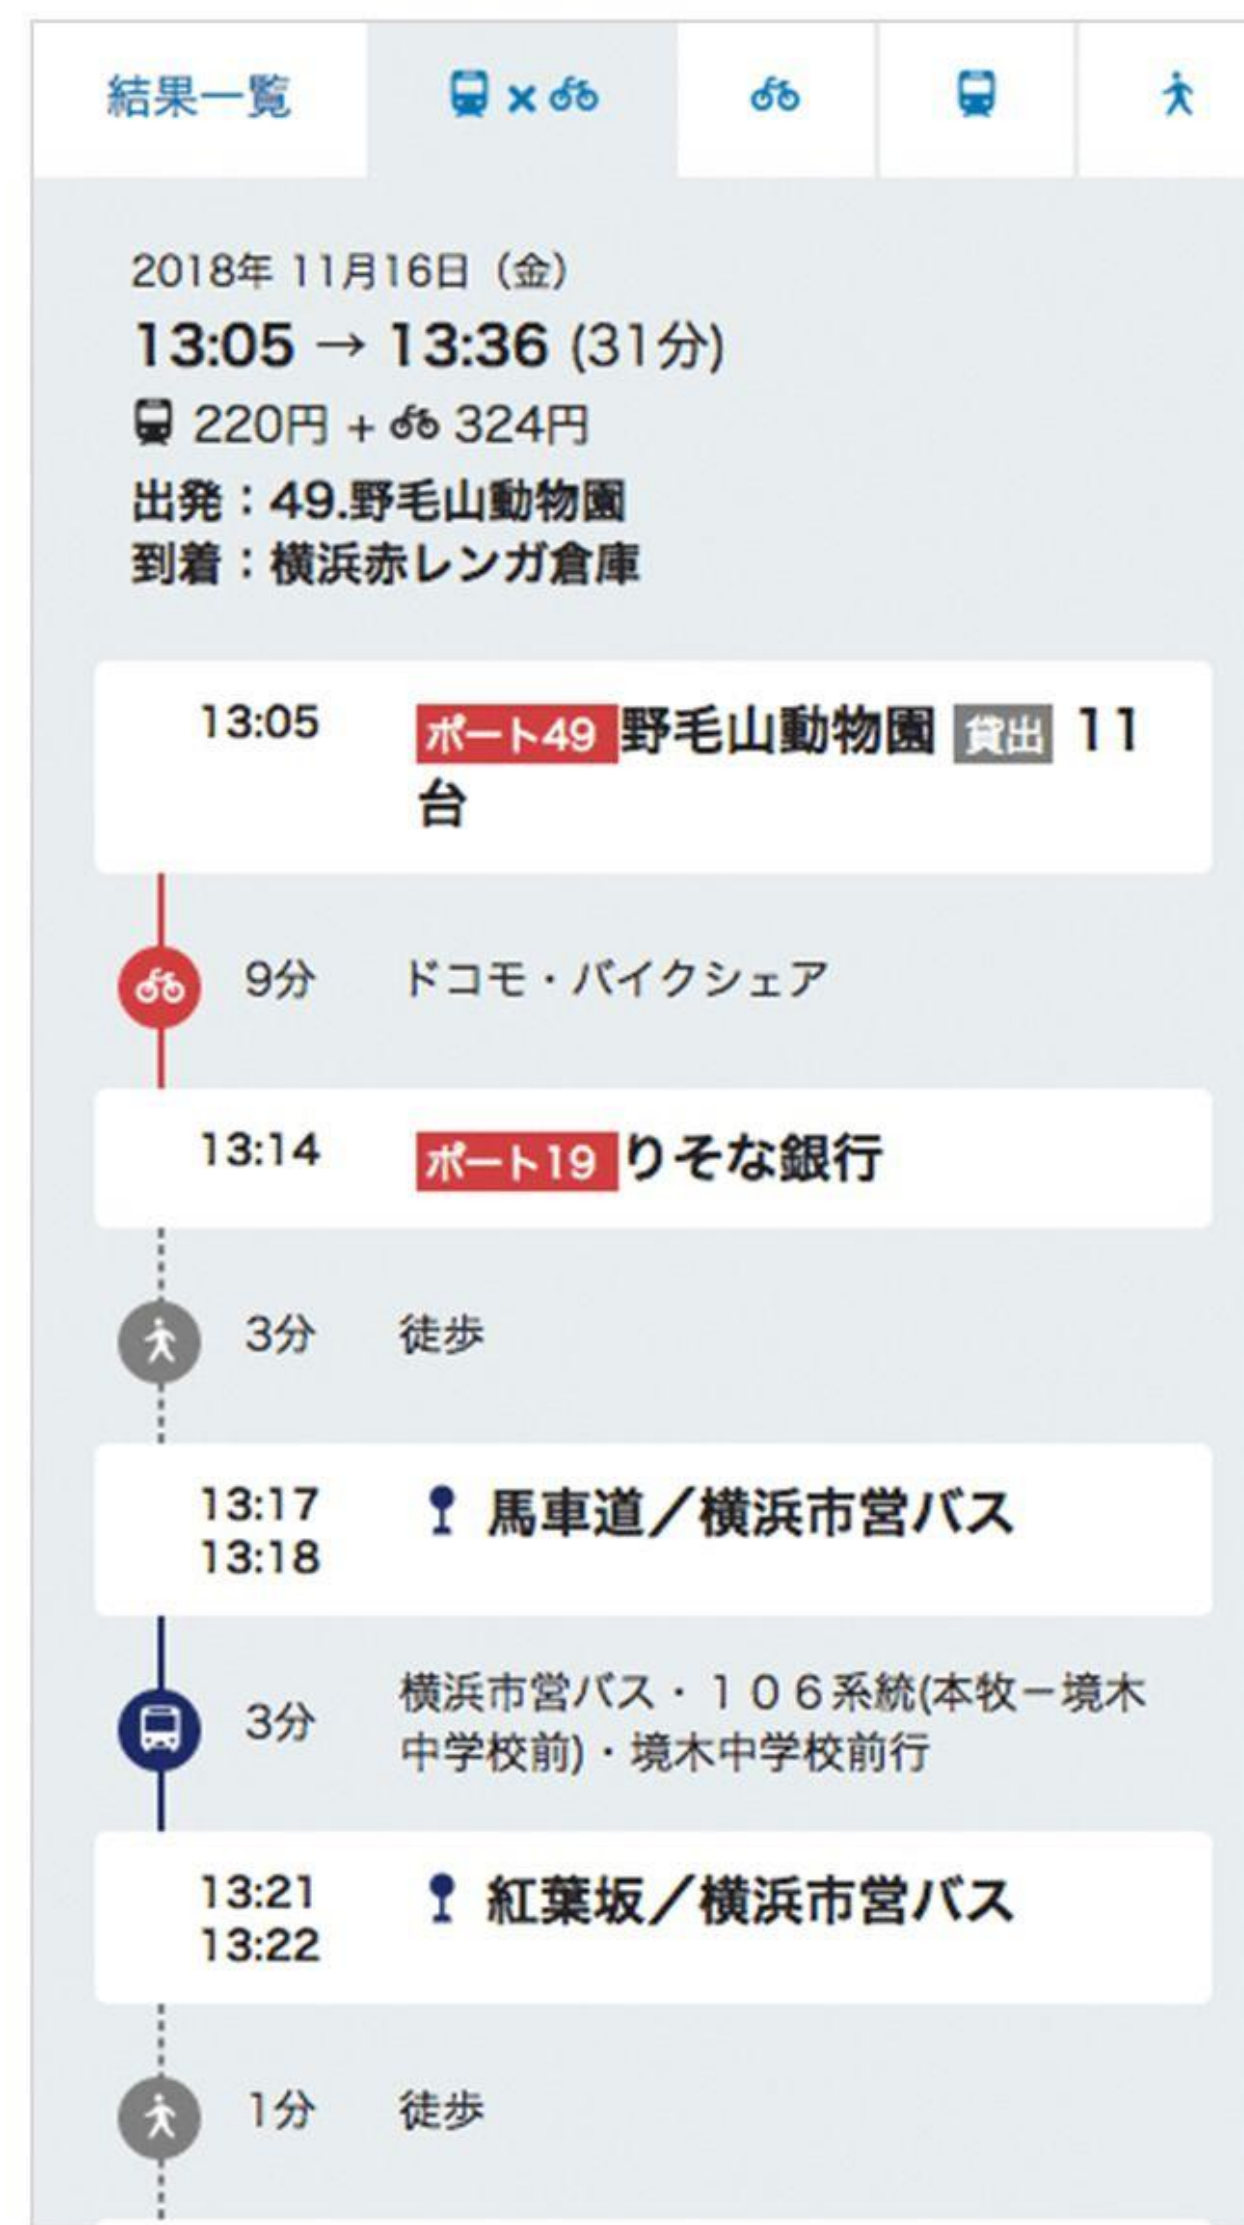 結果一覧
2018年 11月16日（金）
13:05 → 13:36 (31分)
220円 + 324円
出発：49.野毛山動物園
到着：横浜赤レンガ倉庫
13:05 ポート49 野毛山動物園 貸出 11
台
9分 ドコモ・バイクシェア
13:14 ポート19 りそな銀行
3分 徒歩
13:17 馬車道／横浜市営バス
13:18
横浜市営バス・１０６系統(本牧－境木
3分
中学校前)・境木中学校前行
13:21 紅葉坂／横浜市営バス
13:22
1分 徒歩